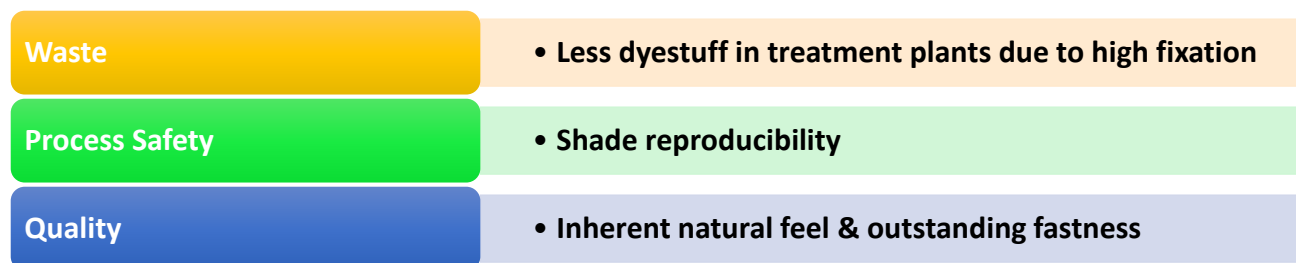 Waste
• Less dyestuff in treatment plants due to high fixation
Process Safety
• Shade reproducibility
Quality
• Inherent natural feel & outstanding fastness